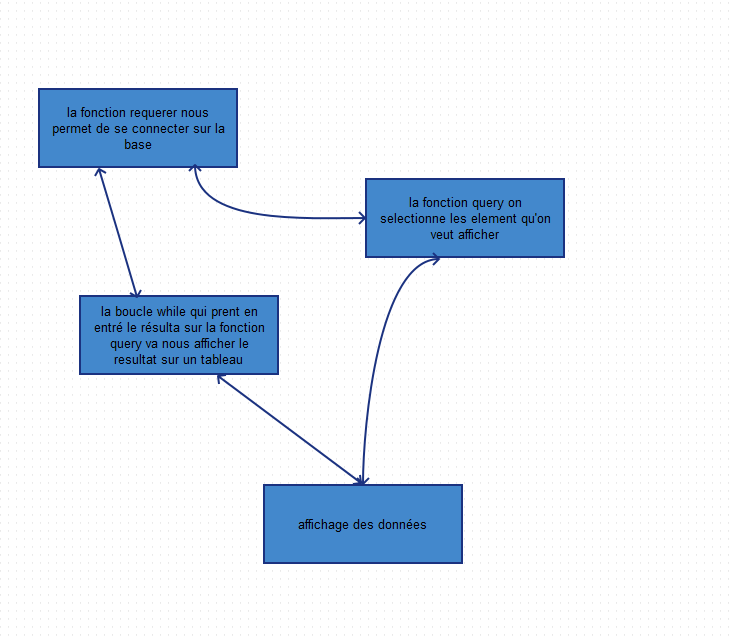 la fonction requerer nous
permet de se connecter sur la
base
la fonction query on
selectionne les element qu'on
veut afficher
la boucle while qui prent en
entré le résulta sur la fonction
query va nous afficher le
resultat sur un tableau
affichage des données